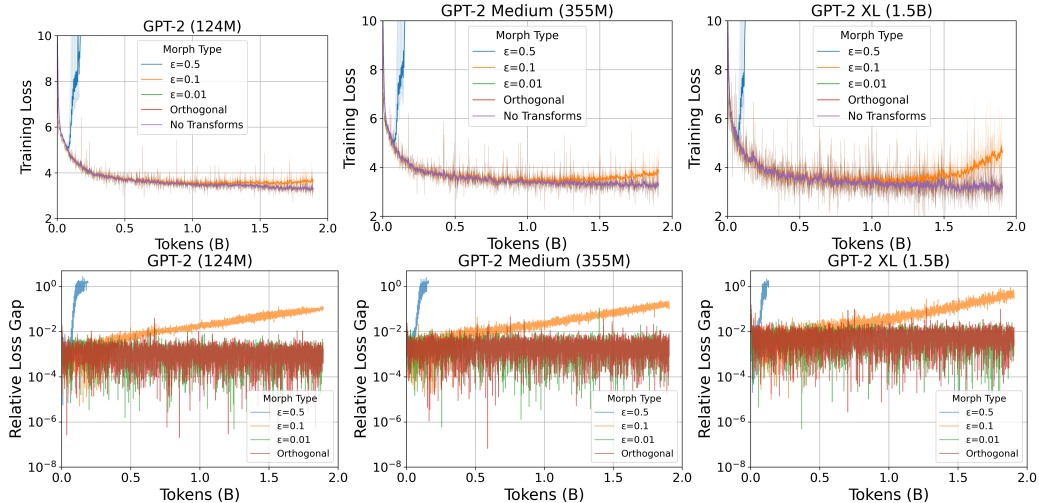 GPT-2 (124M)
Training Loss
10
8
6
4
2
Morph Type
ε=0.5
ε=0.1
ε=0.01
Orthogonal
No Transforms
0.0 0.5 1.0 1.5 2.0
Tokens (B)
GPT-2 Medium (355M)
Training Loss
10
8
6
4
2
Morph Type
ε=0.5
ε=0.1
ε=0.01
Orthogonal
No Transforms
0.0 0.5 1.0 1.5 2.0
Tokens (B)
GPT-2 XL (1.5B)
Training Loss
10
8
6
4
2
Morph Type
ε=0.5
ε=0.1
ε=0.01
Orthogonal
No Transforms
0.0 0.5 1.0 1.5 2.0
Tokens (B)
GPT-2 (124M)
Relative Loss Gap
10⁰
10⁻²
10⁻⁴
10⁻⁶
10⁻⁸
Morph Type
ε=0.5
ε=0.1
ε=0.01
Orthogonal
0.0 0.5 1.0 1.5 2.0
Tokens (B)
GPT-2 Medium (355M)
Relative Loss Gap
10⁰
10⁻²
10⁻⁴
10⁻⁶
10⁻⁸
Morph Type
ε=0.5
ε=0.1
ε=0.01
Orthogonal
0.0 0.5 1.0 1.5 2.0
Tokens (B)
GPT-2 XL (1.5B)
Relative Loss Gap
10⁰
10⁻²
10⁻⁴
10⁻⁶
10⁻⁸
Morph Type
ε=0.5
ε=0.1
ε=0.01
Orthogonal
0.0 0.5 1.0 1.5 2.0
Tokens (B)